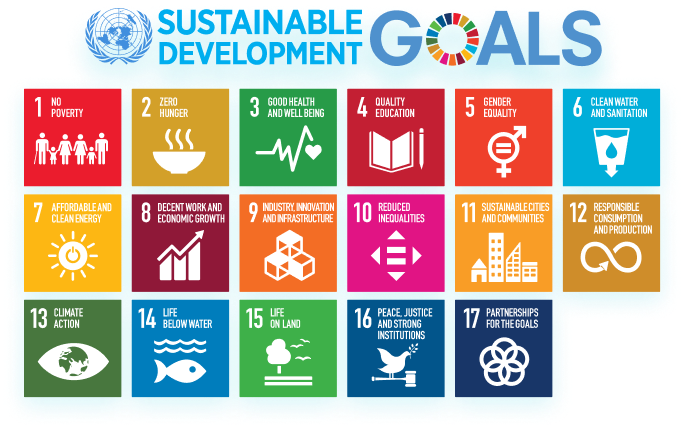 SUSTAINABLE
DEVELOPMENT GOALS
1 NO
POVERTY
2 ZERO
HUNGER
3 GOOD HEALTH
AND WELL BEING
4 QUALITY
EDUCATION
5 GENDER
EQUALITY
6 CLEAN WATER
AND SANITATION
7 AFFORDABLE AND
CLEAN ENERGY
8 DECENT WORK AND
ECONOMIC GROWTH
9 INDUSTRY, INNOVATION
AND INFRASTRUCTURE
10 REDUCED
INEQUALITIES
11 SUSTAINABLE CITIES
AND COMMUNITIES
12 RESPONSIBLE
CONSUMPTION
AND PRODUCTION
13 CLIMATE
ACTION
14 LIFE
BELOW WATER
15 LIFE
ON LAND
16 PEACE, JUSTICE
AND STRONG
INSTITUTIONS
17 PARTNERSHIPS
FOR THE GOALS